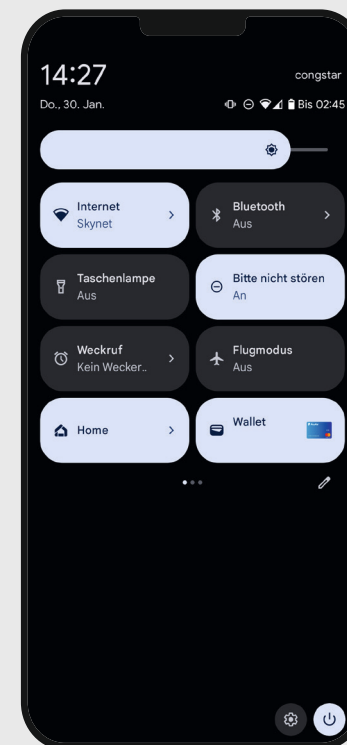 14:27
congstar
Do., 30. Jan.
Bis 02:45
Internet
Skynet
Bluetooth
Aus
Taschenlampe
Aus
Bitte nicht stören
An
Weckruf
Kein Wecker..
Flugmodus
Aus
Home
Wallet